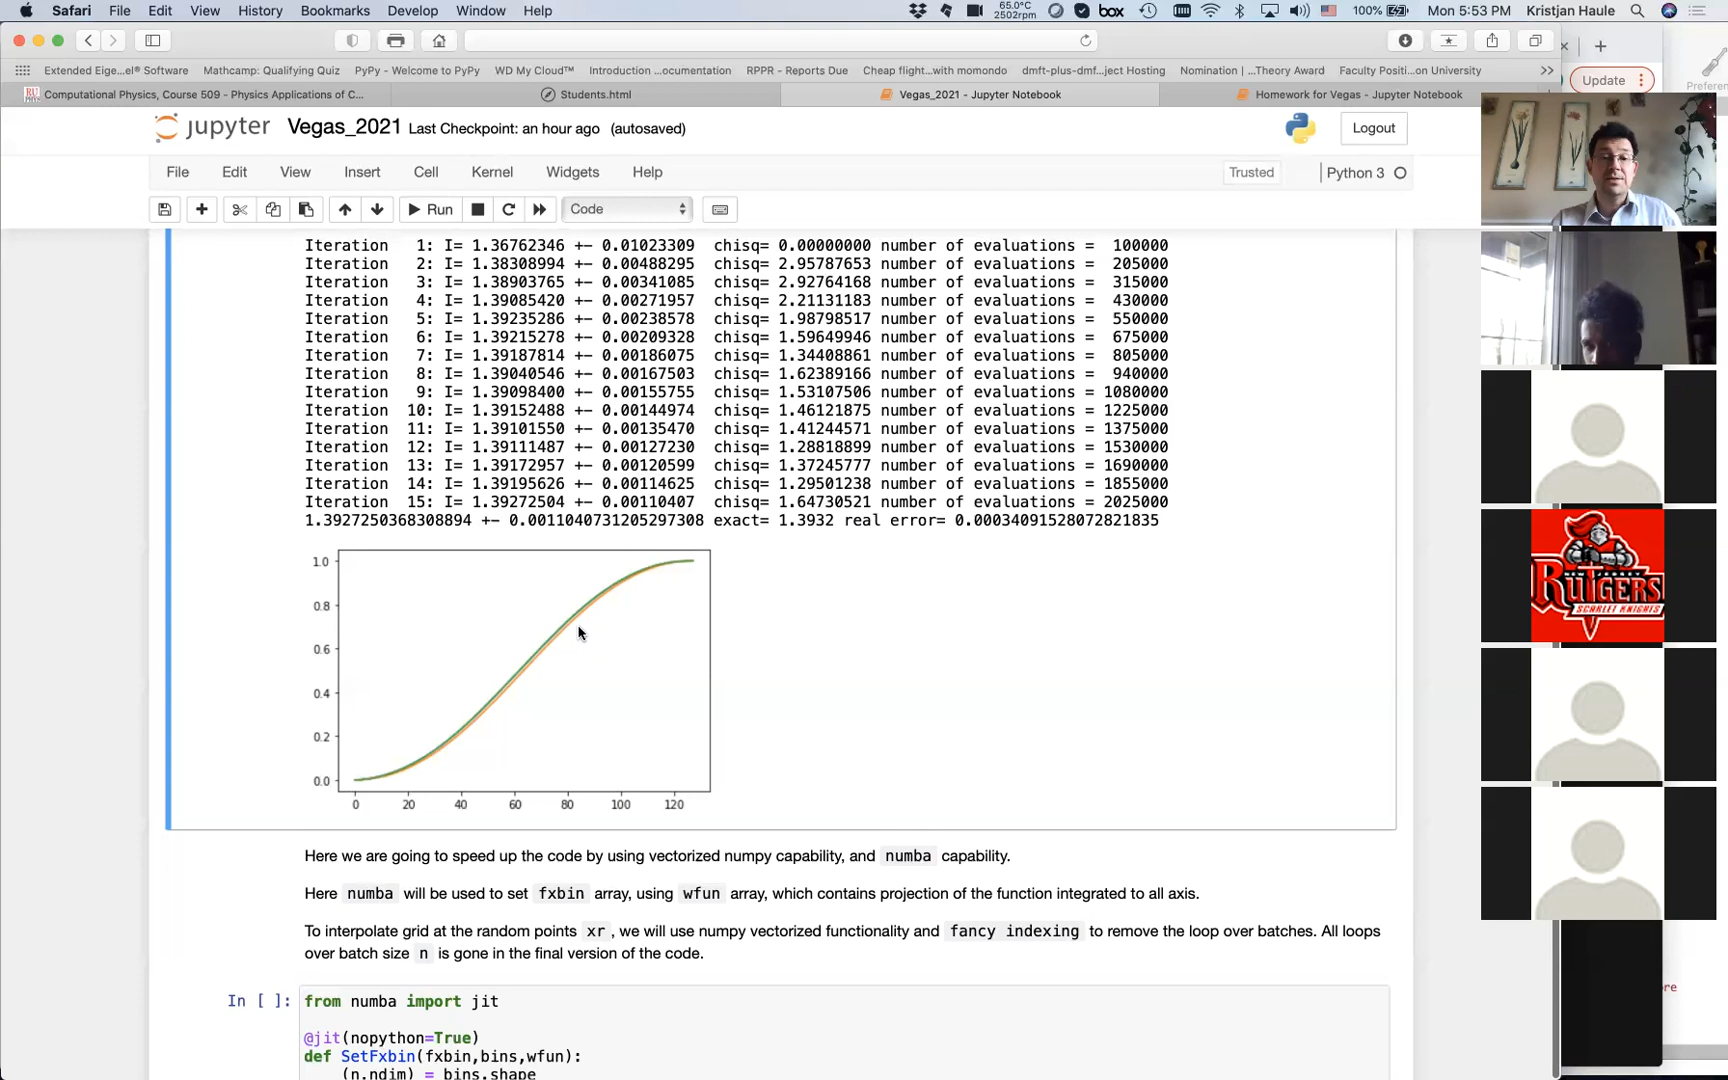 Safari File Edit View History Bookmarks Develop Window Help
65.0°C
2502rpm
box
100%
Mon 5:53 PM Kristjan Haule
Extended Eige...el® Software Mathcamp: Qualifying Quiz PyPy - Welcome to PyPy WD My Cloud™ Introduction ...ocumentation RPPR - Reports Due Cheap flight...with momondo dmft-plus-dmf...ject Hosting Nomination |...Theory Award Faculty Positi...on University
Update
Preferen
Computational Physics, Course 509 - Physics Applications of C... Students.html Vegas_2021 - Jupyter Notebook Homework for Vegas - Jupyter Notebook
jupyter Vegas_2021 Last Checkpoint: an hour ago (autosaved)
Logout
File Edit View Insert Cell Kernel Widgets Help
Trusted Python 3
Run Code
Iteration 1: I= 1.36762346 +- 0.01023309 chisq= 0.00000000 number of evaluations = 100000
Iteration 2: I= 1.38308994 +- 0.00488295 chisq= 2.95787653 number of evaluations = 205000
Iteration 3: I= 1.38903765 +- 0.00341085 chisq= 2.92764168 number of evaluations = 315000
Iteration 4: I= 1.39085420 +- 0.00271957 chisq= 2.21131183 number of evaluations = 430000
Iteration 5: I= 1.39235286 +- 0.00238578 chisq= 1.98798517 number of evaluations = 550000
Iteration 6: I= 1.39215278 +- 0.00209328 chisq= 1.59649946 number of evaluations = 675000
Iteration 7: I= 1.39187814 +- 0.00186075 chisq= 1.34408861 number of evaluations = 805000
Iteration 8: I= 1.39040546 +- 0.00167503 chisq= 1.62389166 number of evaluations = 940000
Iteration 9: I= 1.39098400 +- 0.00155755 chisq= 1.53107506 number of evaluations = 1080000
Iteration 10: I= 1.39152488 +- 0.00144974 chisq= 1.46121875 number of evaluations = 1225000
Iteration 11: I= 1.39101550 +- 0.00135470 chisq= 1.41244571 number of evaluations = 1375000
Iteration 12: I= 1.39111487 +- 0.00127230 chisq= 1.28818899 number of evaluations = 1530000
Iteration 13: I= 1.39172957 +- 0.00120599 chisq= 1.37245777 number of evaluations = 1690000
Iteration 14: I= 1.39195626 +- 0.00114625 chisq= 1.29501238 number of evaluations = 1855000
Iteration 15: I= 1.39272504 +- 0.00110407 chisq= 1.64730521 number of evaluations = 2025000
1.3927250368308894 +- 0.0011040731205297308 exact= 1.3932 real error= 0.00034091528072821835
1.0
0.8
0.6
0.4
0.2
0.0
0 20 40 60 80 100 120
RUTGERS
SCARLET KNIGHTS
Here we are going to speed up the code by using vectorized numpy capability, and numba capability.
Here numba will be used to set fxbin array, using wfun array, which contains projection of the function integrated to all axis.
To interpolate grid at the random points xr , we will use numpy vectorized functionality and fancy indexing to remove the loop over batches. All loops
over batch size n is gone in the final version of the code.
re
In [ ]: from numba import jit
@jit(nopython=True)
def SetFxbin(fxbin,bins,wfun):
(n,ndim) = bins.shape